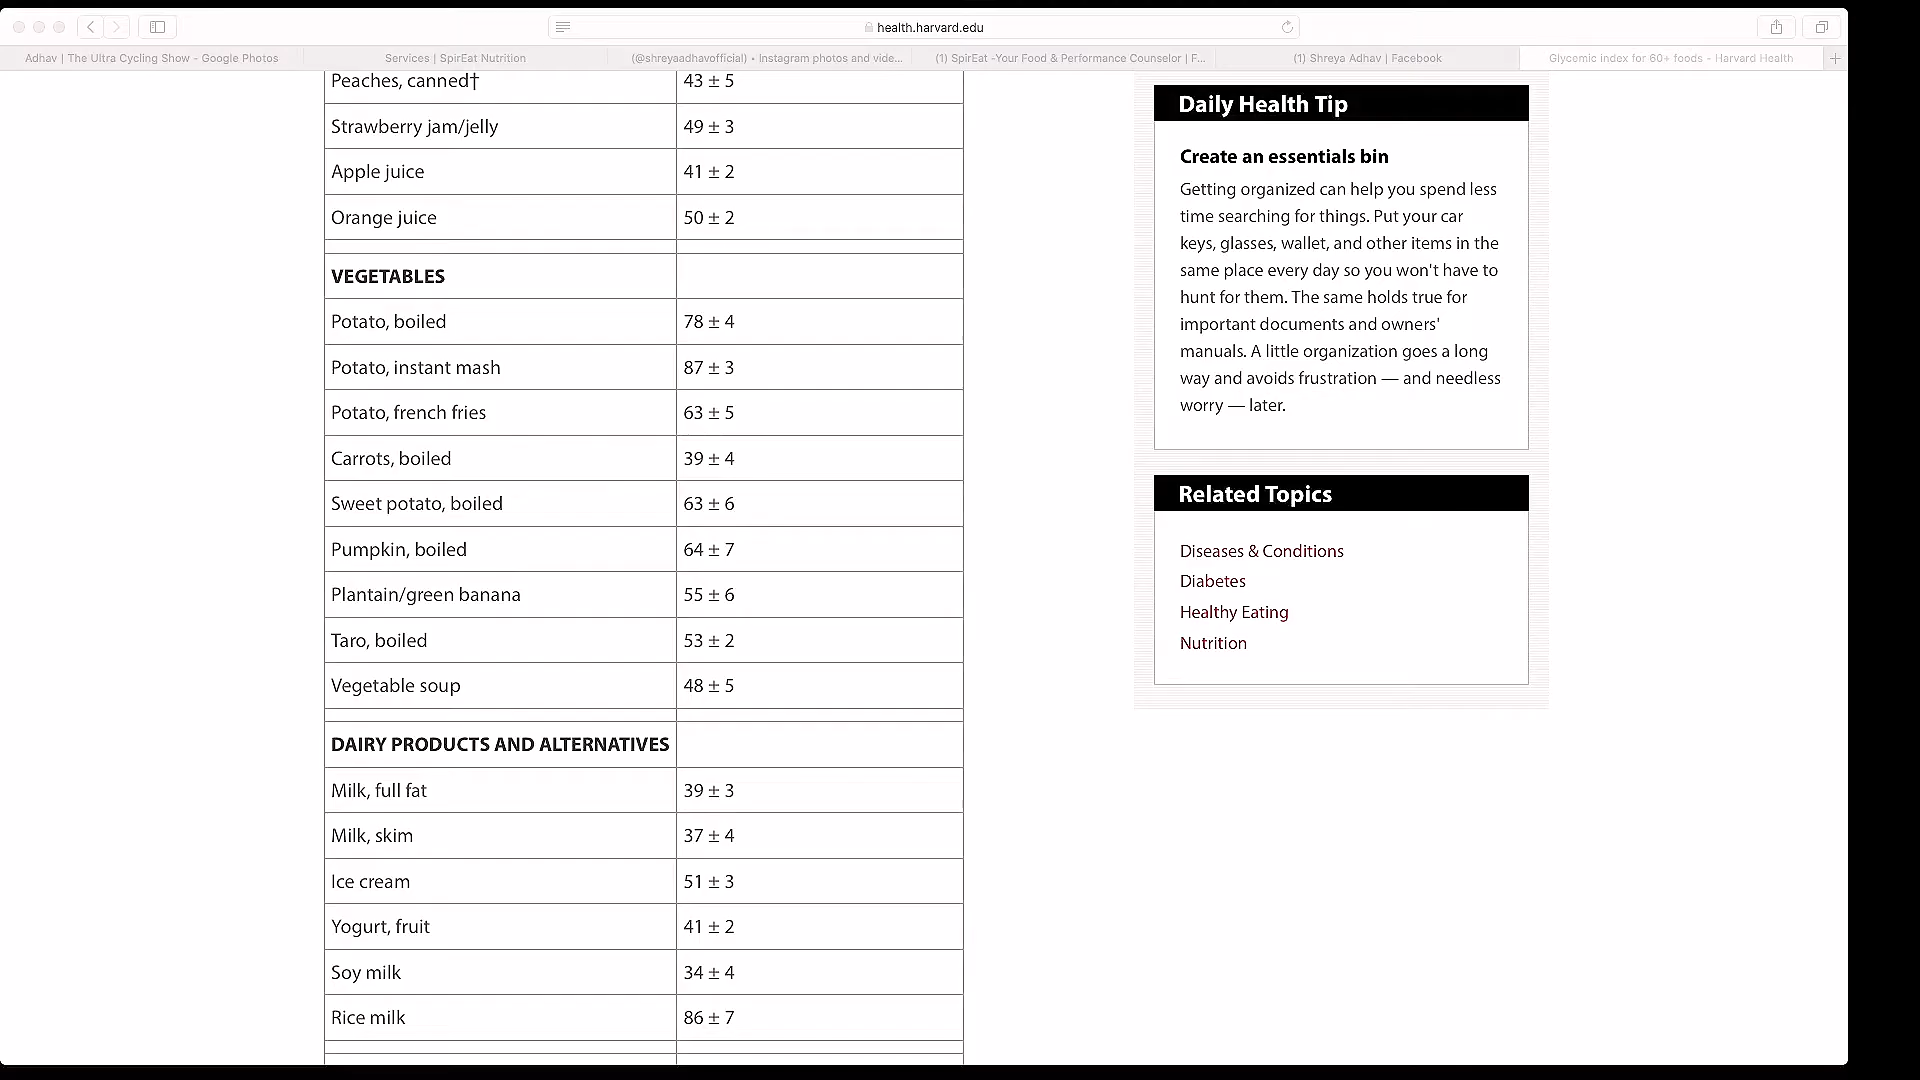 health.harvard.edu
Adhav | The Ultra Cycling Show - Google Photos
Services | SpirEat Nutrition
(@shreyaadhavofficial) • Instagram photos and vide...
(1) SpirEat -Your Food & Performance Counselor | F...
(1) Shreya Adhav | Facebook
Glycemic index for 60+ foods - Harvard Health
Peaches, canned† 43 ± 5
Strawberry jam/jelly 49 ± 3
Apple juice 41 ± 2
Orange juice 50 ± 2
VEGETABLES
Potato, boiled 78 ± 4
Potato, instant mash 87 ± 3
Potato, french fries 63 ± 5
Carrots, boiled 39 ± 4
Sweet potato, boiled 63 ± 6
Pumpkin, boiled 64 ± 7
Plantain/green banana 55 ± 6
Taro, boiled 53 ± 2
Vegetable soup 48 ± 5
DAIRY PRODUCTS AND ALTERNATIVES
Milk, full fat 39 ± 3
Milk, skim 37 ± 4
Ice cream 51 ± 3
Yogurt, fruit 41 ± 2
Soy milk 34 ± 4
Rice milk 86 ± 7
Daily Health Tip
Create an essentials bin
Getting organized can help you spend less
time searching for things. Put your car
keys, glasses, wallet, and other items in the
same place every day so you won't have to
hunt for them. The same holds true for
important documents and owners'
manuals. A little organization goes a long
way and avoids frustration — and needless
worry — later.
Related Topics
Diseases & Conditions
Diabetes
Healthy Eating
Nutrition